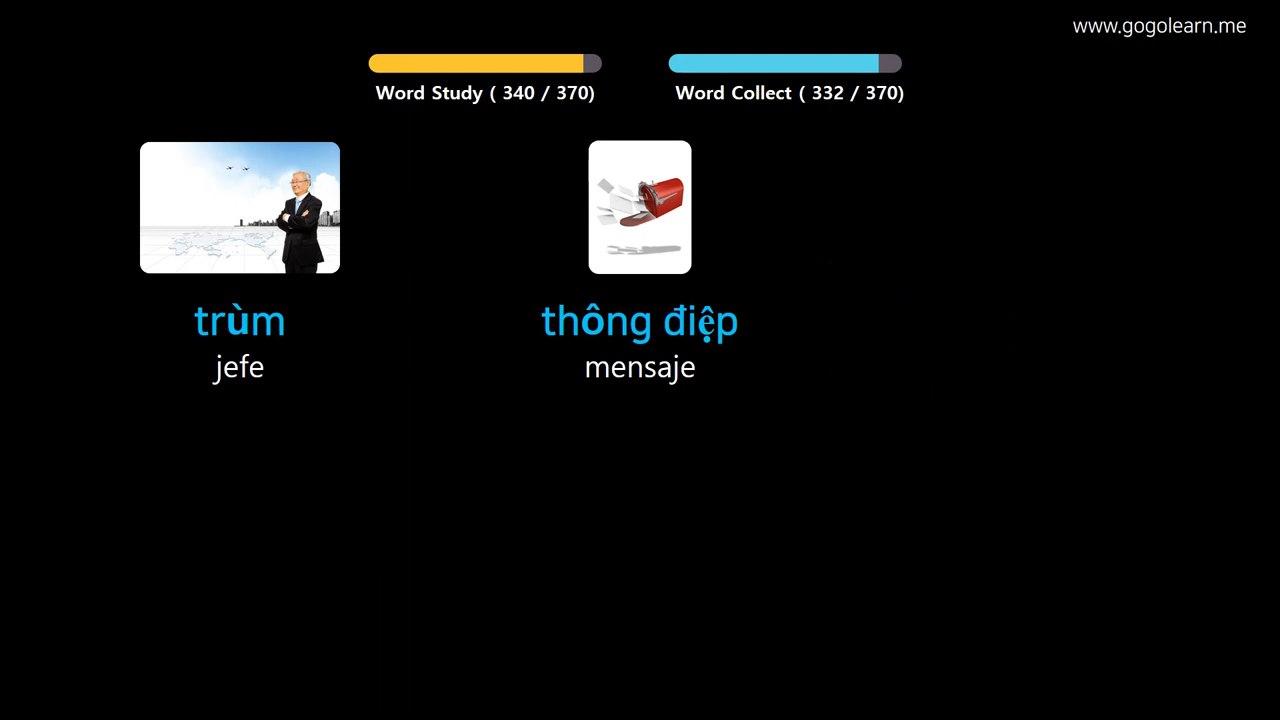 www.gogolearn.me
Word Study ( 340 / 370)
Word Collect ( 332 / 370)
trùm
jefe
thông điệp
mensaje